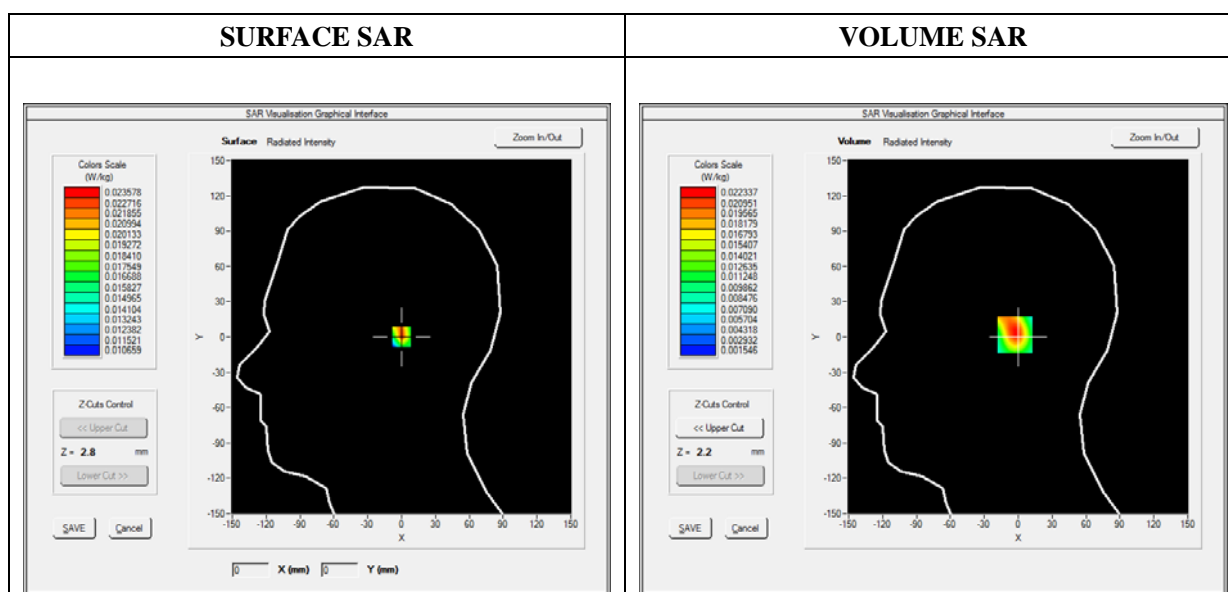 SURFACE SAR
VOLUME SAR
SAR Visualisation Graphical Interface
Surface Radiated Intensity
Zoom In/Out
Colors Scale
(W/kg)
0.023578
0.022716
0.021855
0.020994
0.020133
0.019272
0.018410
0.017549
0.016688
0.015827
0.014965
0.014104
0.013243
0.012382
0.011521
0.010659
Z-Cuts Control
<< Upper Cut
Z = 2.8 mm
Lower Cut >>
SAVE Cancel
150
120
90
60
30
0
-30
-60
-90
-120
-150
Y
-150 -120 -90 -60 -30 0 30 60 90 120 150
X
0 X (mm) 0 Y (mm)
SAR Visualisation Graphical Interface
Volume Radiated Intensity
Zoom In/Out
Colors Scale
(W/kg)
0.022337
0.020951
0.019565
0.018179
0.016793
0.015407
0.014021
0.012635
0.011248
0.009862
0.008476
0.007090
0.005704
0.004318
0.002932
0.001546
Z-Cuts Control
<< Upper Cut
Z = 2.2 mm
Lower Cut >>
SAVE Cancel
150
120
90
60
30
0
-30
-60
-90
-120
-150
Y
-150 -120 -90 -60 -30 0 30 60 90 120 150
X